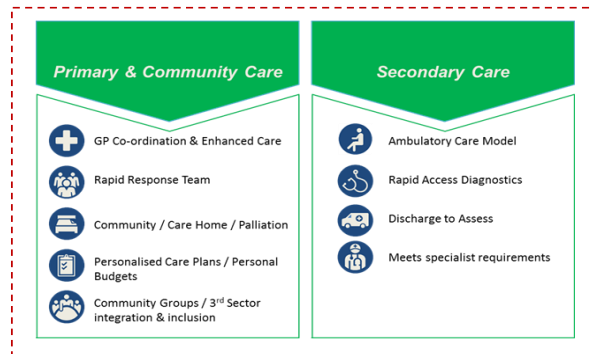 Primary & Community Care
GP Co-ordination & Enhanced Care
Rapid Response Team
Community / Care Home / Palliation
Personalised Care Plans / Personal
Budgets
Community Groups / 3rd Sector
integration & inclusion
Secondary Care
Ambulatory Care Model
Rapid Access Diagnostics
Discharge to Assess
Meets specialist requirements